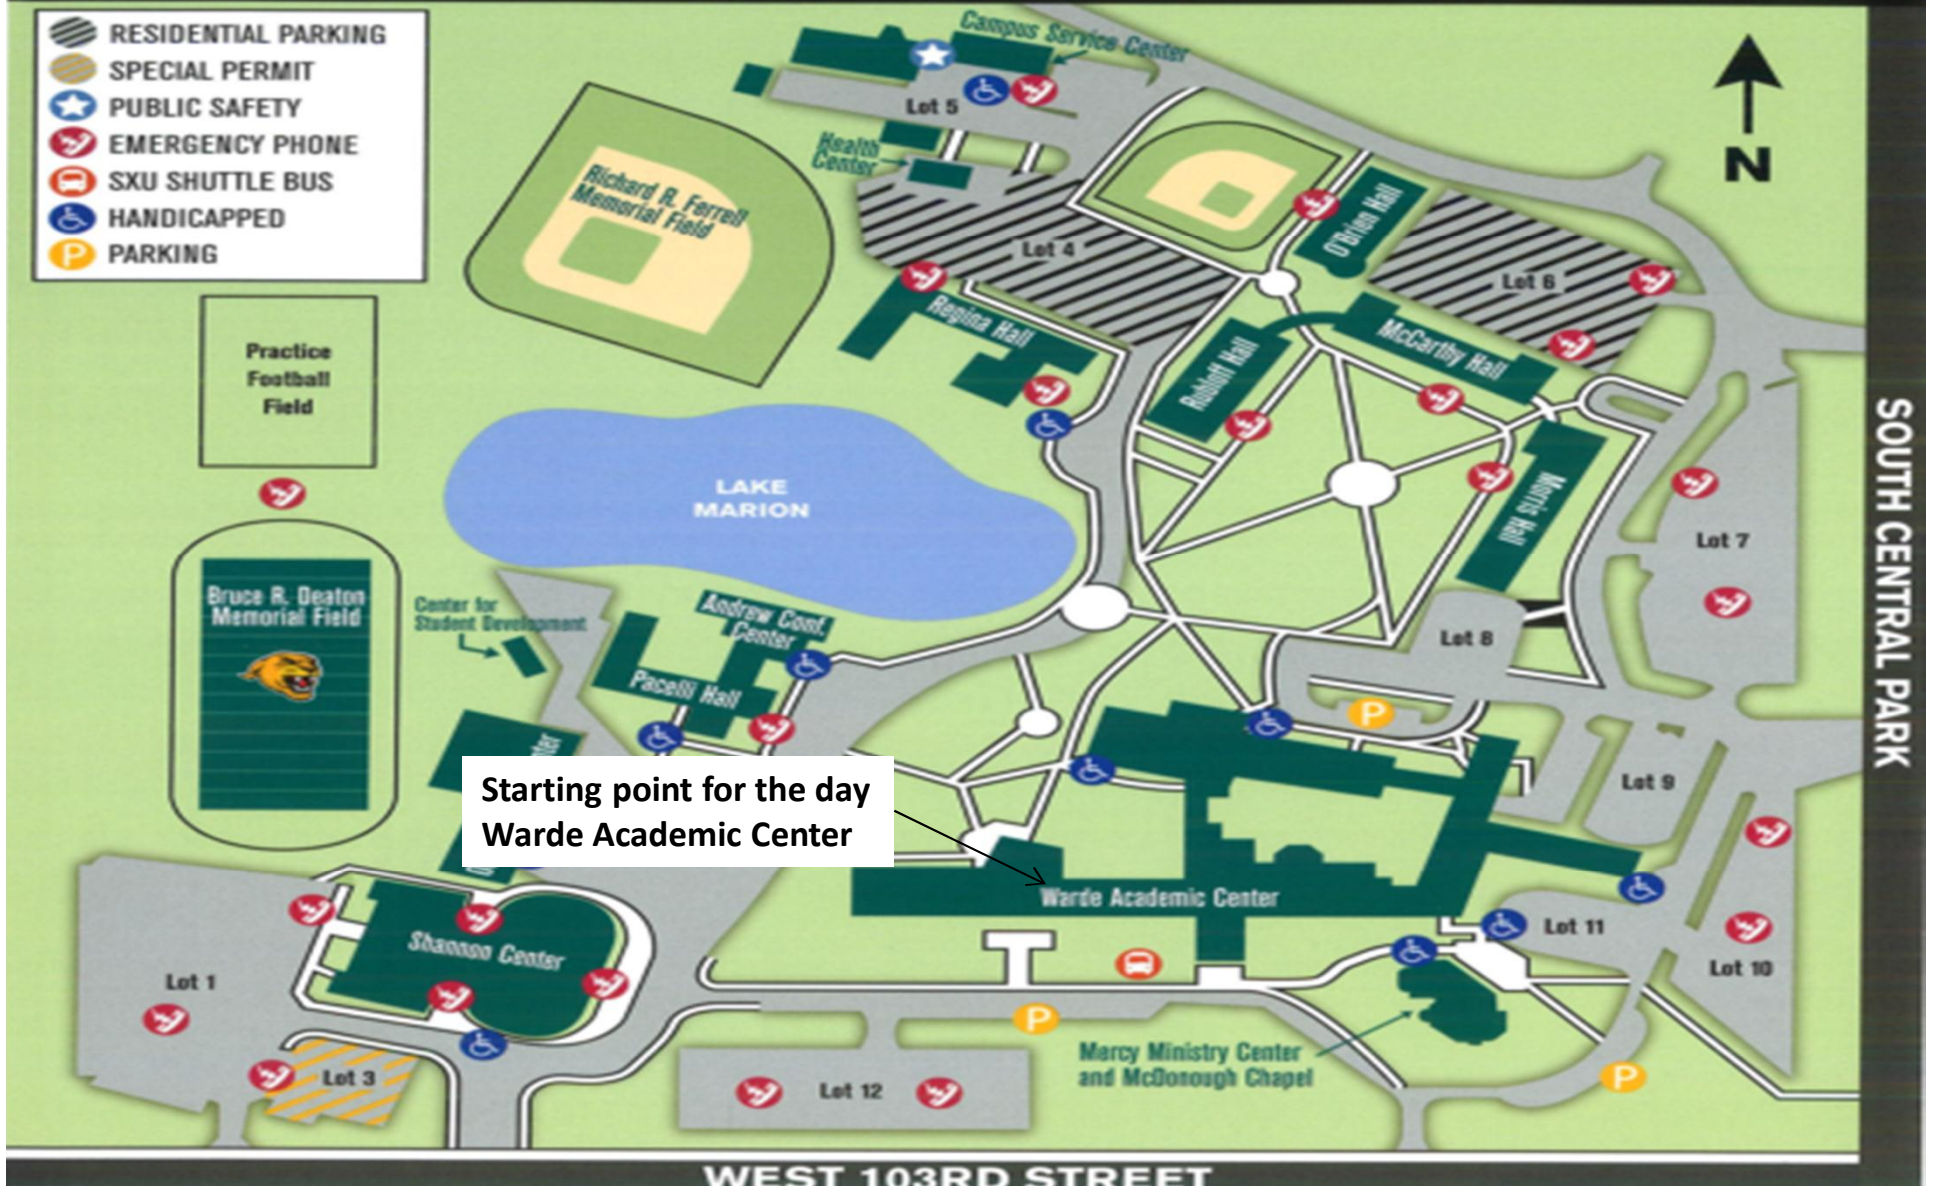 RESIDENTIAL PARKING
SPECIAL PERMIT
PUBLIC SAFETY
EMERGENCY PHONE
SXU SHUTTLE BUS
HANDICAPPED
P PARKING
Campus Service Center
Lot 5
Health
Center
N
Richard R. Ferrell
Memorial Field
O'Brien Hall
Lot 4
Lot 6
Practice
Football
Field
Regina Hall
Robloff Hall
McCarthy Hall
LAKE
MARION
Morris Hall
Lot 7
SOUTH CENTRAL PARK
Bruce R. Deaton
Memorial Field
Center for
Student Development
Andrew Conf.
Center
Lot 8
Pacelli Hall
P
Lot 9
Starting point for the day
Warde Academic Center
Warde Academic Center
Shannon Center
Lot 11
Lot 10
Lot 1
P
Mercy Ministry Center
and McDonough Chapel
Lot 3
Lot 12
P
WEST 103RD STREET